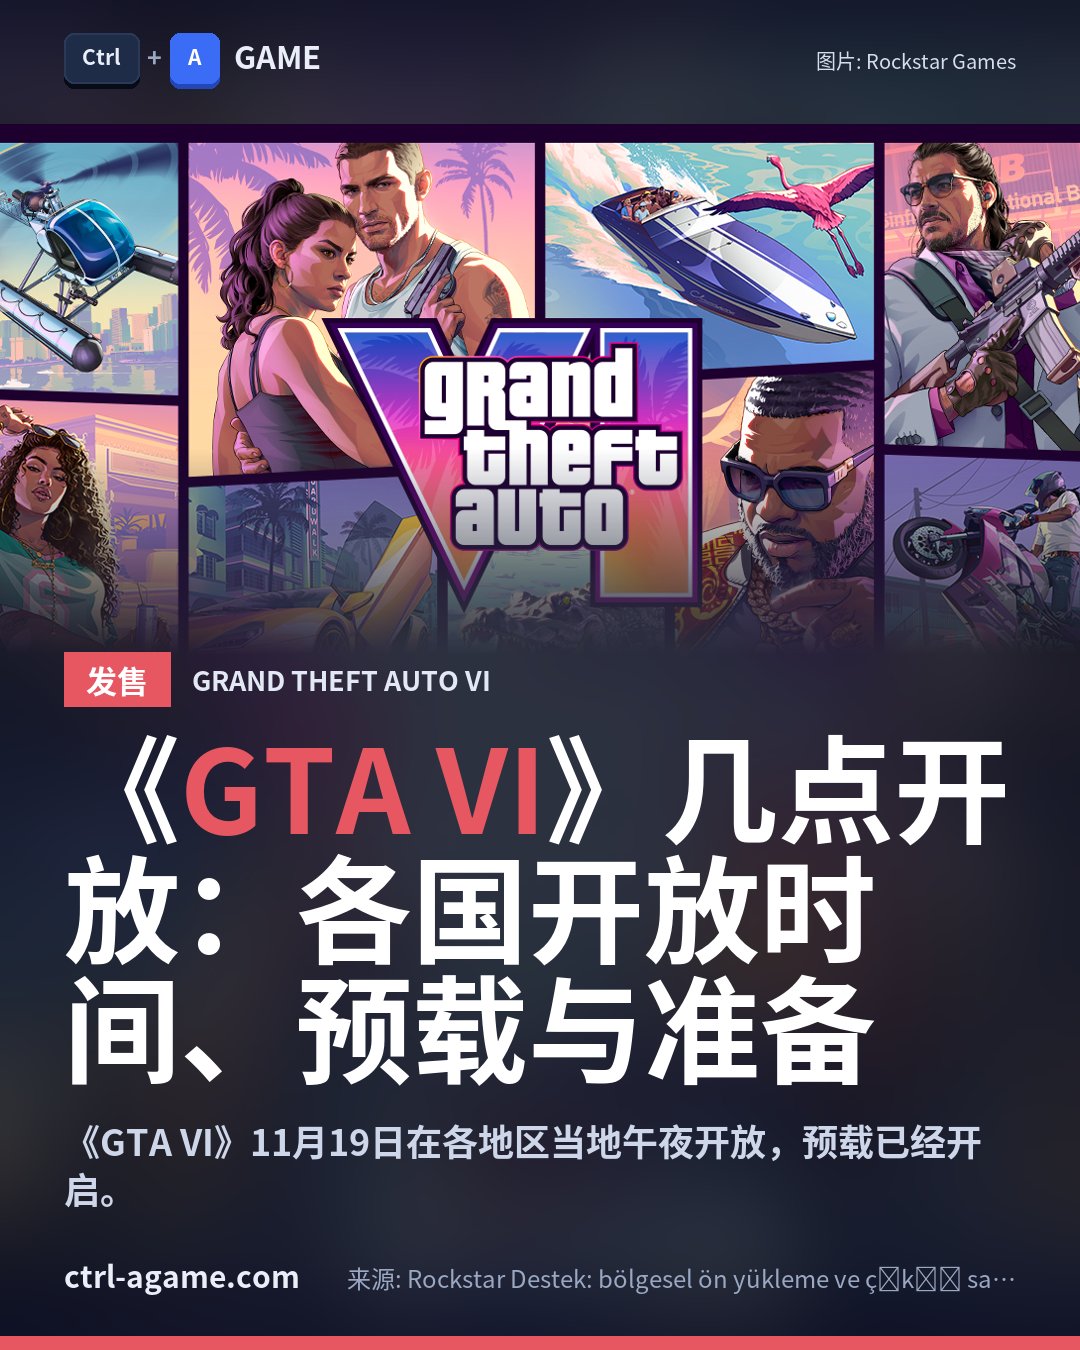 Ctrl + A GAME
图片: Rockstar Games
B
tional B
grand
theft
auto
VI
发售 GRAND THEFT AUTO VI
《GTA VI》几点开
放：各国开放时
间、预载与准备
《GTA VI》11月19日在各地区当地午夜开放，预载已经开
启。
ctrl-agame.com
来源: Rockstar Destek: bölgesel ön yükleme ve ç□k□□ sa…